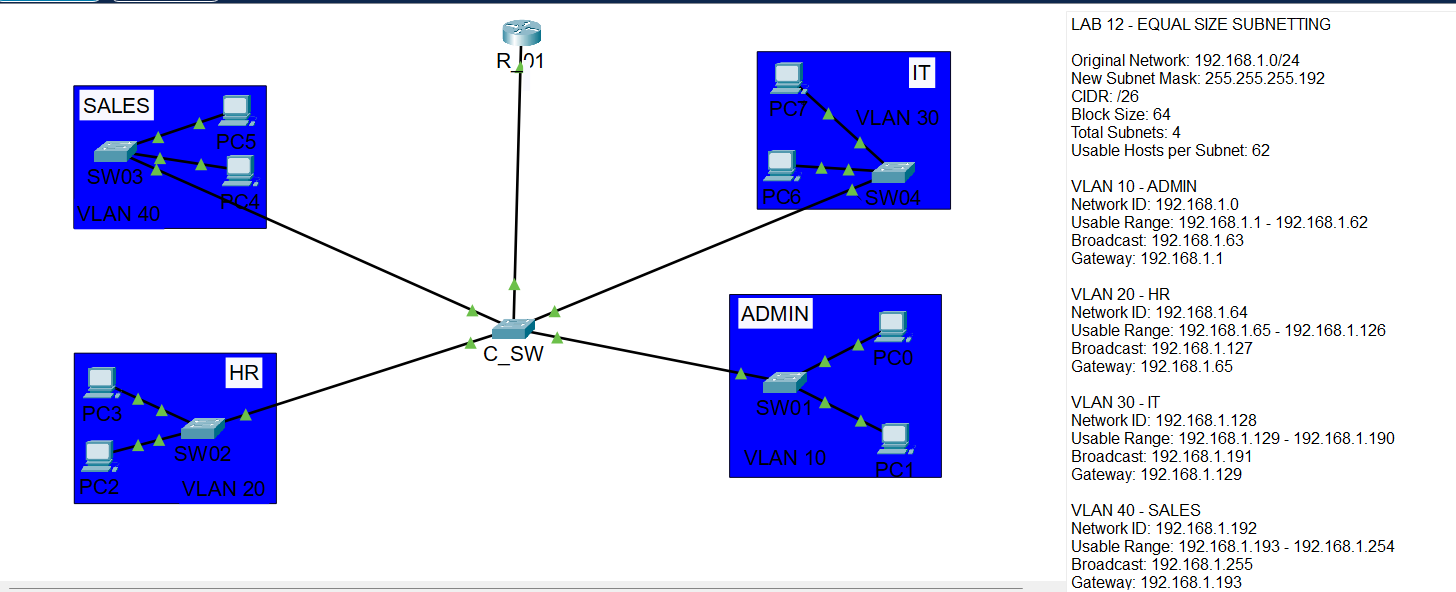 R_01
SALES
PC5
SW03
PC4
VLAN 40
IT
PC7
VLAN 30
PC6
SW04
C_SW
HR
PC3
SW02
PC2
VLAN 20
ADMIN
PC0
SW01
VLAN 10
PC1
LAB 12 - EQUAL SIZE SUBNETTING
Original Network: 192.168.1.0/24
New Subnet Mask: 255.255.255.192
CIDR: /26
Block Size: 64
Total Subnets: 4
Usable Hosts per Subnet: 62
VLAN 10 - ADMIN
Network ID: 192.168.1.0
Usable Range: 192.168.1.1 - 192.168.1.62
Broadcast: 192.168.1.63
Gateway: 192.168.1.1
VLAN 20 - HR
Network ID: 192.168.1.64
Usable Range: 192.168.1.65 - 192.168.1.126
Broadcast: 192.168.1.127
Gateway: 192.168.1.65
VLAN 30 - IT
Network ID: 192.168.1.128
Usable Range: 192.168.1.129 - 192.168.1.190
Broadcast: 192.168.1.191
Gateway: 192.168.1.129
VLAN 40 - SALES
Network ID: 192.168.1.192
Usable Range: 192.168.1.193 - 192.168.1.254
Broadcast: 192.168.1.255
Gateway: 192.168.1.193